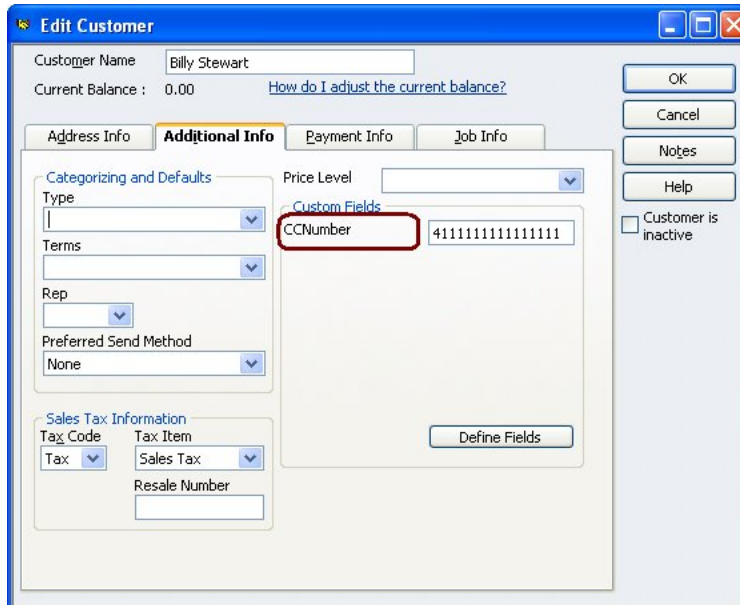 Edit Customer
Customer Name Billy Stewart
Current Balance : 0.00 How do I adjust the current balance?
OK
Cancel
Notes
Help
Customer is
inactive
Address Info Additional Info Payment Info Job Info
Categorizing and Defaults
Type
Terms
Rep
Preferred Send Method
None
Sales Tax Information
Tax Code Tax Item
Tax Sales Tax
Resale Number
Price Level
Custom Fields
CCNumber 4111111111111111
Define Fields